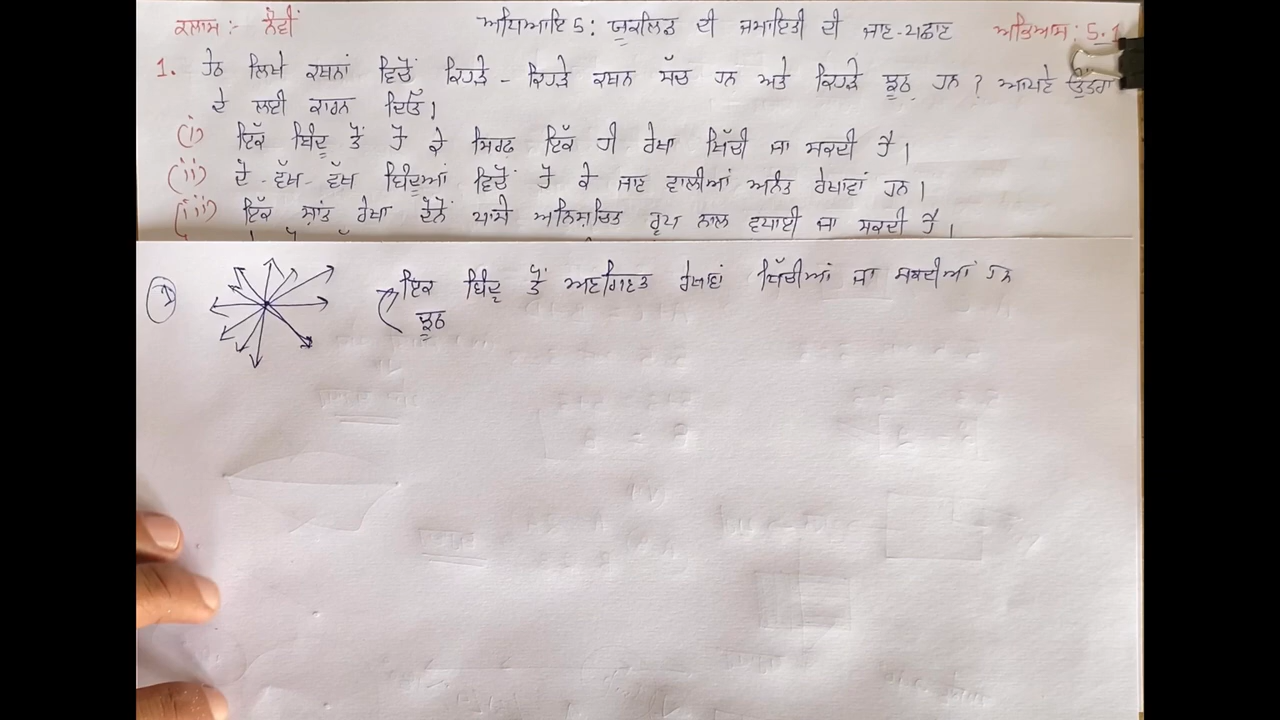 ਕਲਾਸ :- ਨੌਵੀਂ ਅਧਿਆਇ 5: ਯੂਕਲਿਡ ਦੀ ਜਮਾਇਤੀ ਦੀ ਜਾਣ-ਪਛਾਣ ਅਭਿਆਸ: 5.1
1. ਹੇਠ ਲਿਖੇ ਕਥਨਾਂ ਵਿਚੋਂ ਕਿਹੜੇ - ਕਿਹੜੇ ਕਥਨ ਸੱਚ ਹਨ ਅਤੇ ਕਿਹੜੇ ਝੂਠ ਹਨ ? ਆਪਣੇ ਉੱਤਰਾਂ
ਦੇ ਲਈ ਕਾਰਨ ਦਿਓ।
(i) ਇੱਕ ਬਿੰਦੂ ਤੋਂ ਹੋ ਕੇ ਸਿਰਫ਼ ਇੱਕ ਹੀ ਰੇਖਾ ਖਿੱਚੀ ਜਾ ਸਕਦੀ ਹੈ।
(ii) ਦੋ -ਵੱਖ- ਵੱਖ ਬਿੰਦੂਆਂ ਵਿਚੋਂ ਹੋ ਕੇ ਜਾਣ ਵਾਲੀਆਂ ਅਨੰਤ ਰੇਖਾਵਾਂ ਹਨ।
(iii) ਇੱਕ ਸ਼ਾਂਤ ਰੇਖਾ ਦੋਨੋਂ ਪਾਸੇ ਅਨਿਸ਼ਚਿਤ ਰੂਪ ਨਾਲ ਵਧਾਈ ਜਾ ਸਕਦੀ ਹੈ।
ਇਕ ਬਿੰਦੂ ਤੋਂ ਅਣਗਿਣਤ ਰੇਖਾਵਾਂ ਖਿੱਚੀਆਂ ਜਾ ਸਕਦੀਆਂ ਹਨ
ਝੂਠ